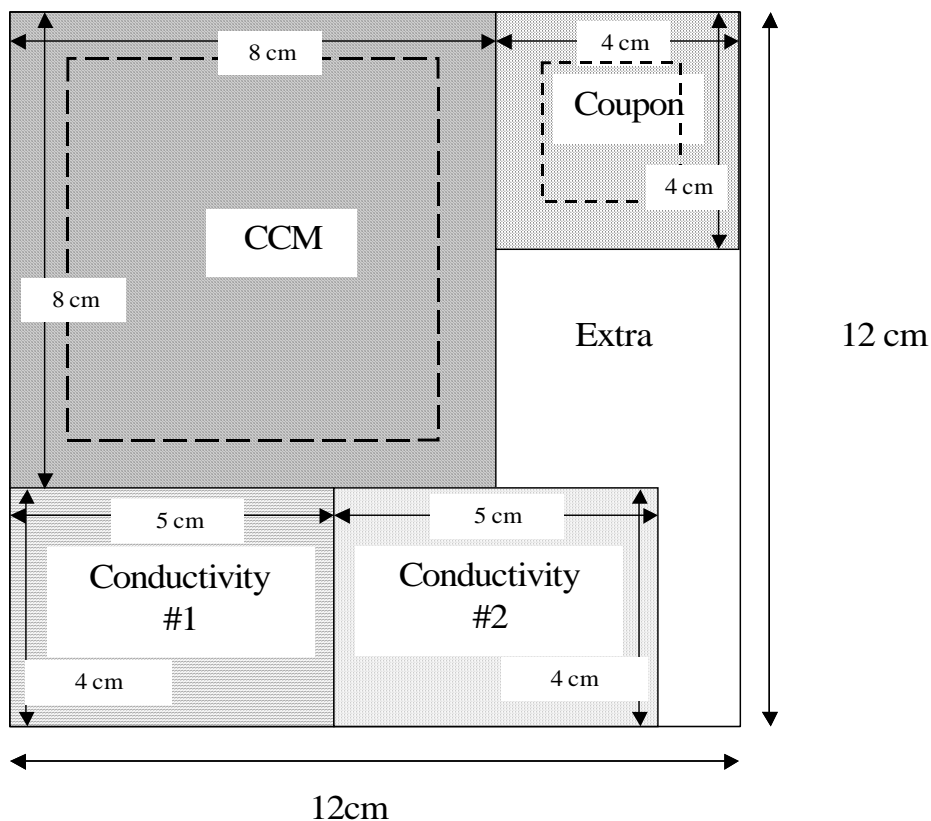 8 cm
4 cm
Coupon
4 cm
CCM
8 cm
Extra
12 cm
5 cm
5 cm
Conductivity
#1
Conductivity
#2
4 cm
4 cm
12cm